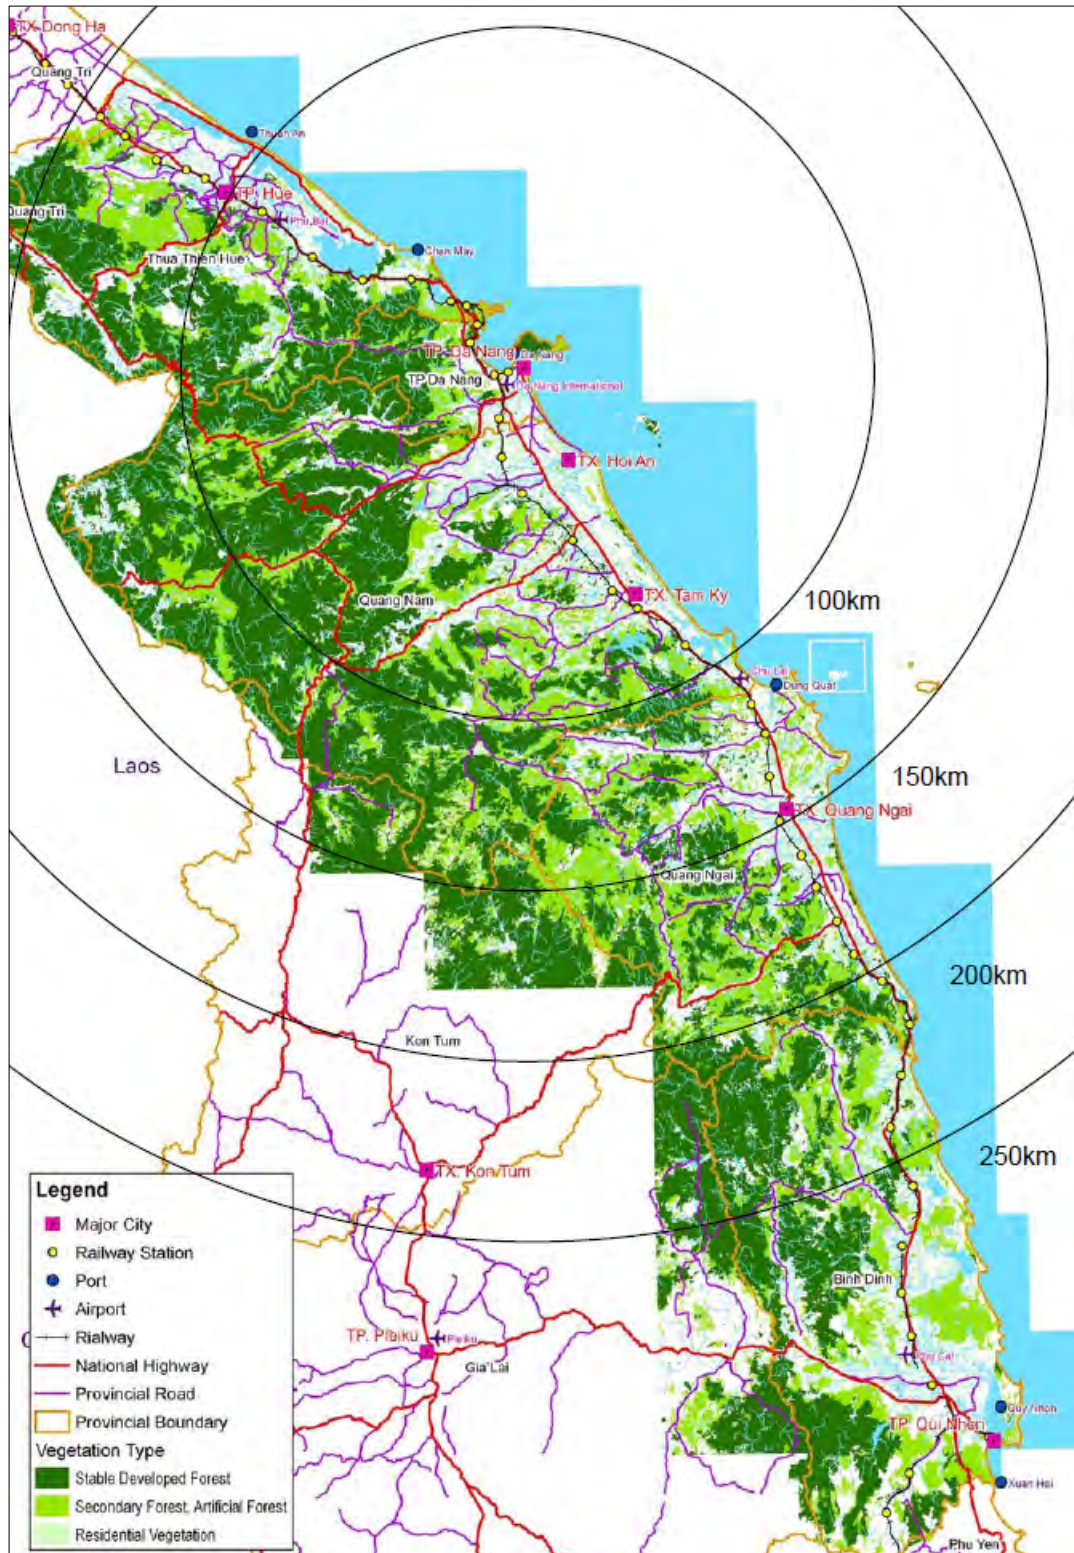 TX. Dong Ha
Quang Tri
Thuan An
TP. Hue
Phu Bai
Quang Tri
Thua Thien Hue
Chan May
TP. Da Nang
Da Nang
TP.Da Nang
Da Nang International
TX. Hoi An
Quang Nam
TX. Tam Ky
100km
Chu Lai
Dung Quat
Laos
150km
TX. Quang Ngai
Quang Ngai
200km
Kon Tum
250km
TX. Kon Tum
Binh Dinh
TP. Pleiku
Pleiku
Gia Lai
Phu Cat
Quy Nhon
TP. Qui Nhon
Xuan Hai
Phu Yen
Legend
Major City
Railway Station
Port
Airport
Rialway
National Highway
Provincial Road
Provincial Boundary
Vegetation Type
Stable Developed Forest
Secondary Forest, Artificial Forest
Residential Vegetation